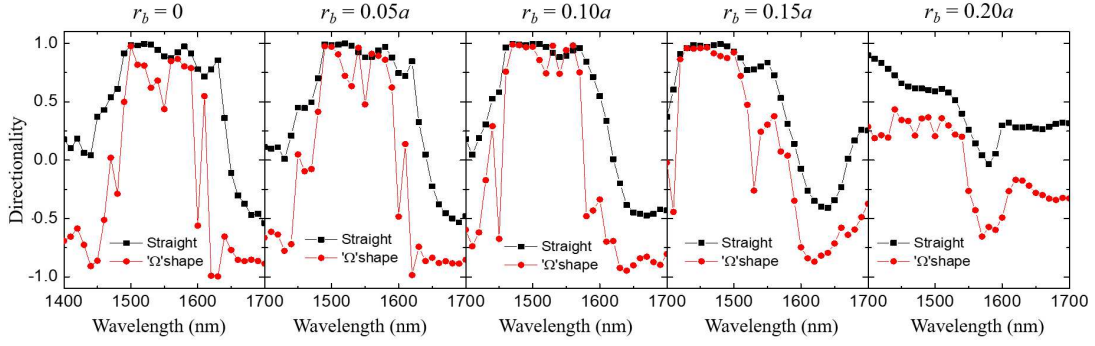 r_b = 0
r_b = 0.05a
r_b = 0.10a
r_b = 0.15a
r_b = 0.20a
Directionality
1.0
0.5
0.0
-0.5
-1.0
Straight
'Ω'shape
Straight
'Ω'shape
Straight
'Ω'shape
Straight
'Ω'shape
Straight
'Ω'shape
1400 1500 1600 1700
1500 1600 1700
1500 1600 1700
1500 1600 1700
1500 1600 1700
Wavelength (nm)
Wavelength (nm)
Wavelength (nm)
Wavelength (nm)
Wavelength (nm)